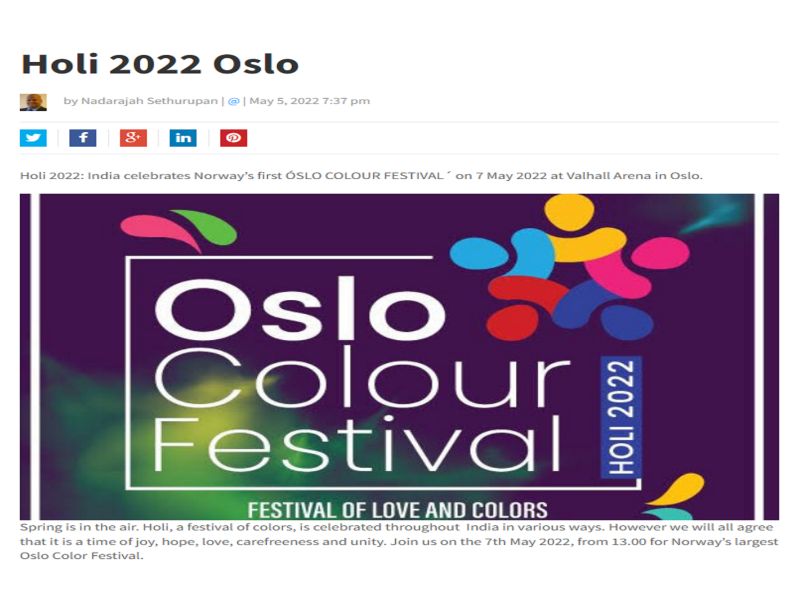 Holi 2022 Oslo
by Nadarajah Sethurupan | @ | May 5, 2022 7:37 pm
Holi 2022: India celebrates Norway's first ÓSLO COLOUR FESTIVAL ´ on 7 May 2022 at Valhall Arena in Oslo.
Oslo
Colour
Festival
HOLI 2022
FESTIVAL OF LOVE AND COLORS
Spring is in the air. Holi, a festival of colors, is celebrated throughout India in various ways. However we will all agree
that it is a time of joy, hope, love, carefreeness and unity. Join us on the 7th May 2022, from 13.00 for Norway's largest
Oslo Color Festival.